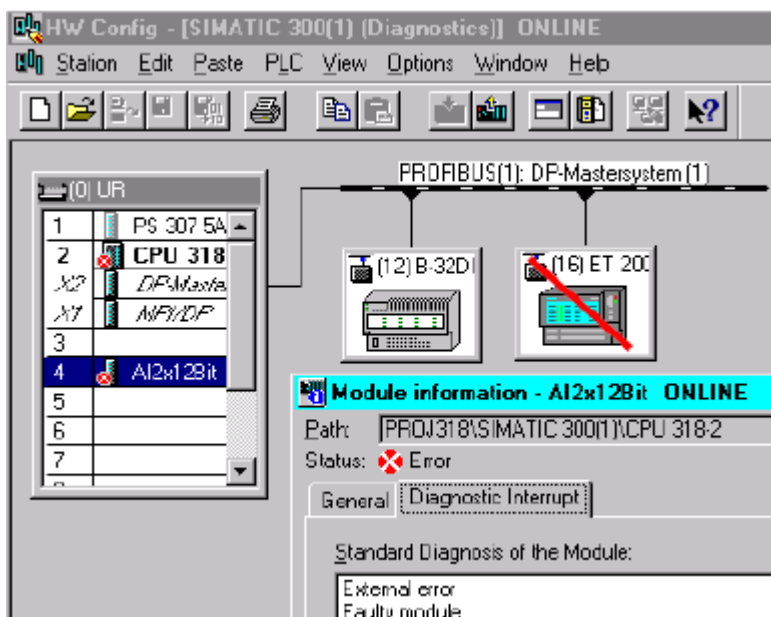 HW Config - [SIMATIC 300(1) (Diagnostics)] ONLINE
Station Edit Paste PLC View Options Window Help
PROFIBUS(1): DP-Mastersystem (1)
(0) UR
1 PS 307 5A
2 CPU 318
X2 DP-Maste
X1 MPI/DP
3
4 AI2x12Bit
5
6
7
(12) B-32DI
(16) ET 200
Module information - AI2x12Bit ONLINE
Path: PROJ318\SIMATIC 300(1)\CPU 318-2
Status: Error
General Diagnostic Interrupt
Standard Diagnosis of the Module:
External error
Faulty module